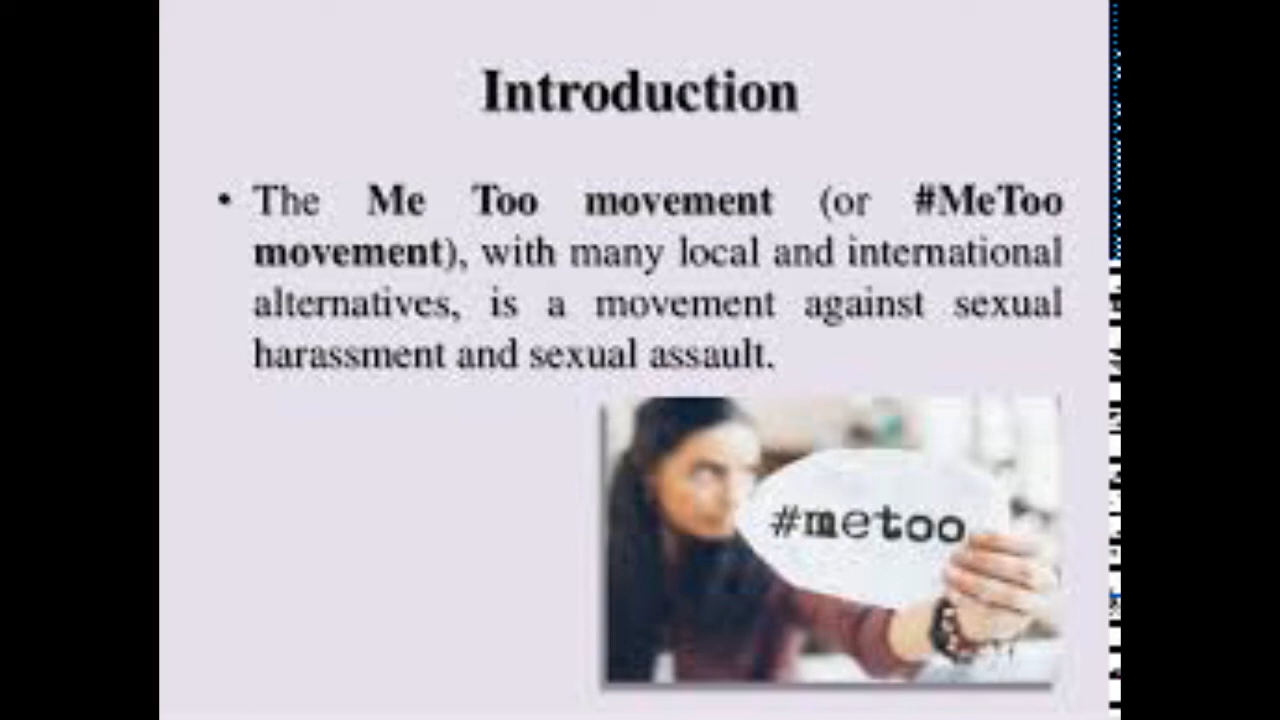 Introduction
• The Me Too movement (or #MeToo
movement), with many local and international
alternatives, is a movement against sexual
harassment and sexual assault.
#metoo